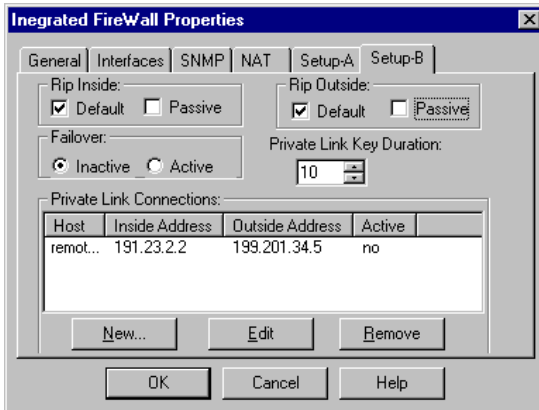 Inegrated FireWall Properties
General Interfaces SNMP NAT Setup-A Setup-B
Rip Inside: Rip Outside:
Default Passive Default Passive
Failover: Private Link Key Duration:
Inactive Active 10
Private Link Connections:
Host Inside Address Outside Address Active
remot... 191.23.2.2 199.201.34.5 no
New... Edit Remove
OK Cancel Help